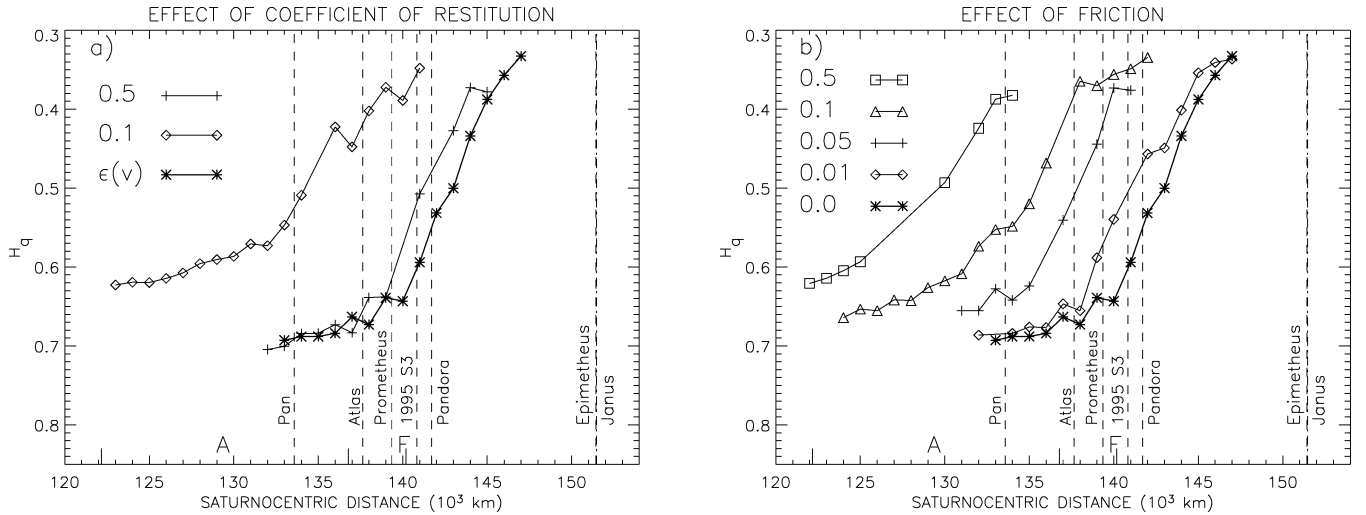 EFFECT OF COEFFICIENT OF RESTITUTION
a)
0.5
0.1
ϵ(v)
0.3
0.4
0.5
0.6
0.7
0.8
Hq
Pan
Atlas
Prometheus
1995 S3
Pandora
Epimetheus
Janus
A
F
120 125 130 135 140 145 150
SATURNOCENTRIC DISTANCE (10³ km)
EFFECT OF FRICTION
b)
0.5
0.1
0.05
0.01
0.0
0.3
0.4
0.5
0.6
0.7
0.8
Hq
Pan
Atlas
Prometheus
1995 S3
Pandora
Epimetheus
Janus
A
F
120 125 130 135 140 145 150
SATURNOCENTRIC DISTANCE (10³ km)